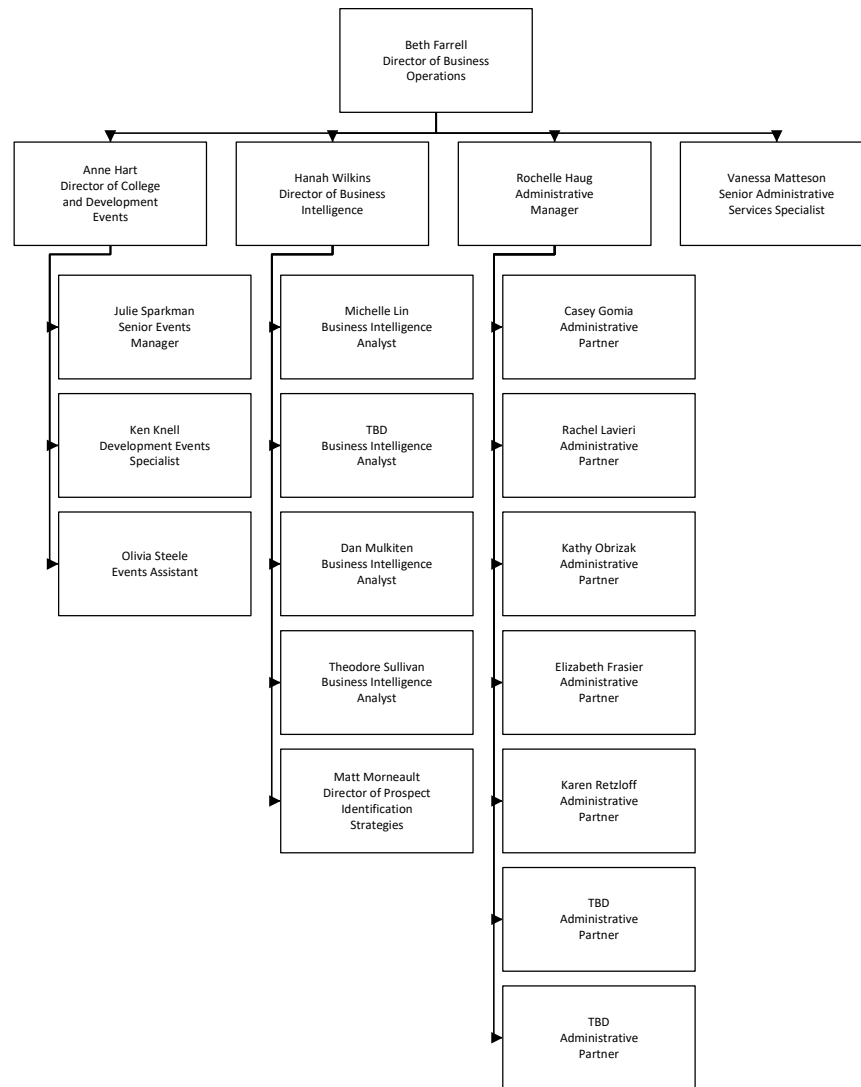 Beth Farrell
Director of Business
Operations
Anne Hart
Director of College
and Development
Events
Hanah Wilkins
Director of Business
Intelligence
Rochelle Haug
Administrative
Manager
Vanessa Matteson
Senior Administrative
Services Specialist
Julie Sparkman
Senior Events
Manager
Ken Knell
Development Events
Specialist
Olivia Steele
Events Assistant
Michelle Lin
Business Intelligence
Analyst
TBD
Business Intelligence
Analyst
Dan Mulkiten
Business Intelligence
Analyst
Theodore Sullivan
Business Intelligence
Analyst
Matt Morneault
Director of Prospect
Identification
Strategies
Casey Gomia
Administrative
Partner
Rachel Lavieri
Administrative
Partner
Kathy Obrizak
Administrative
Partner
Elizabeth Frasier
Administrative
Partner
Karen Retzloff
Administrative
Partner
TBD
Administrative
Partner
TBD
Administrative
Partner